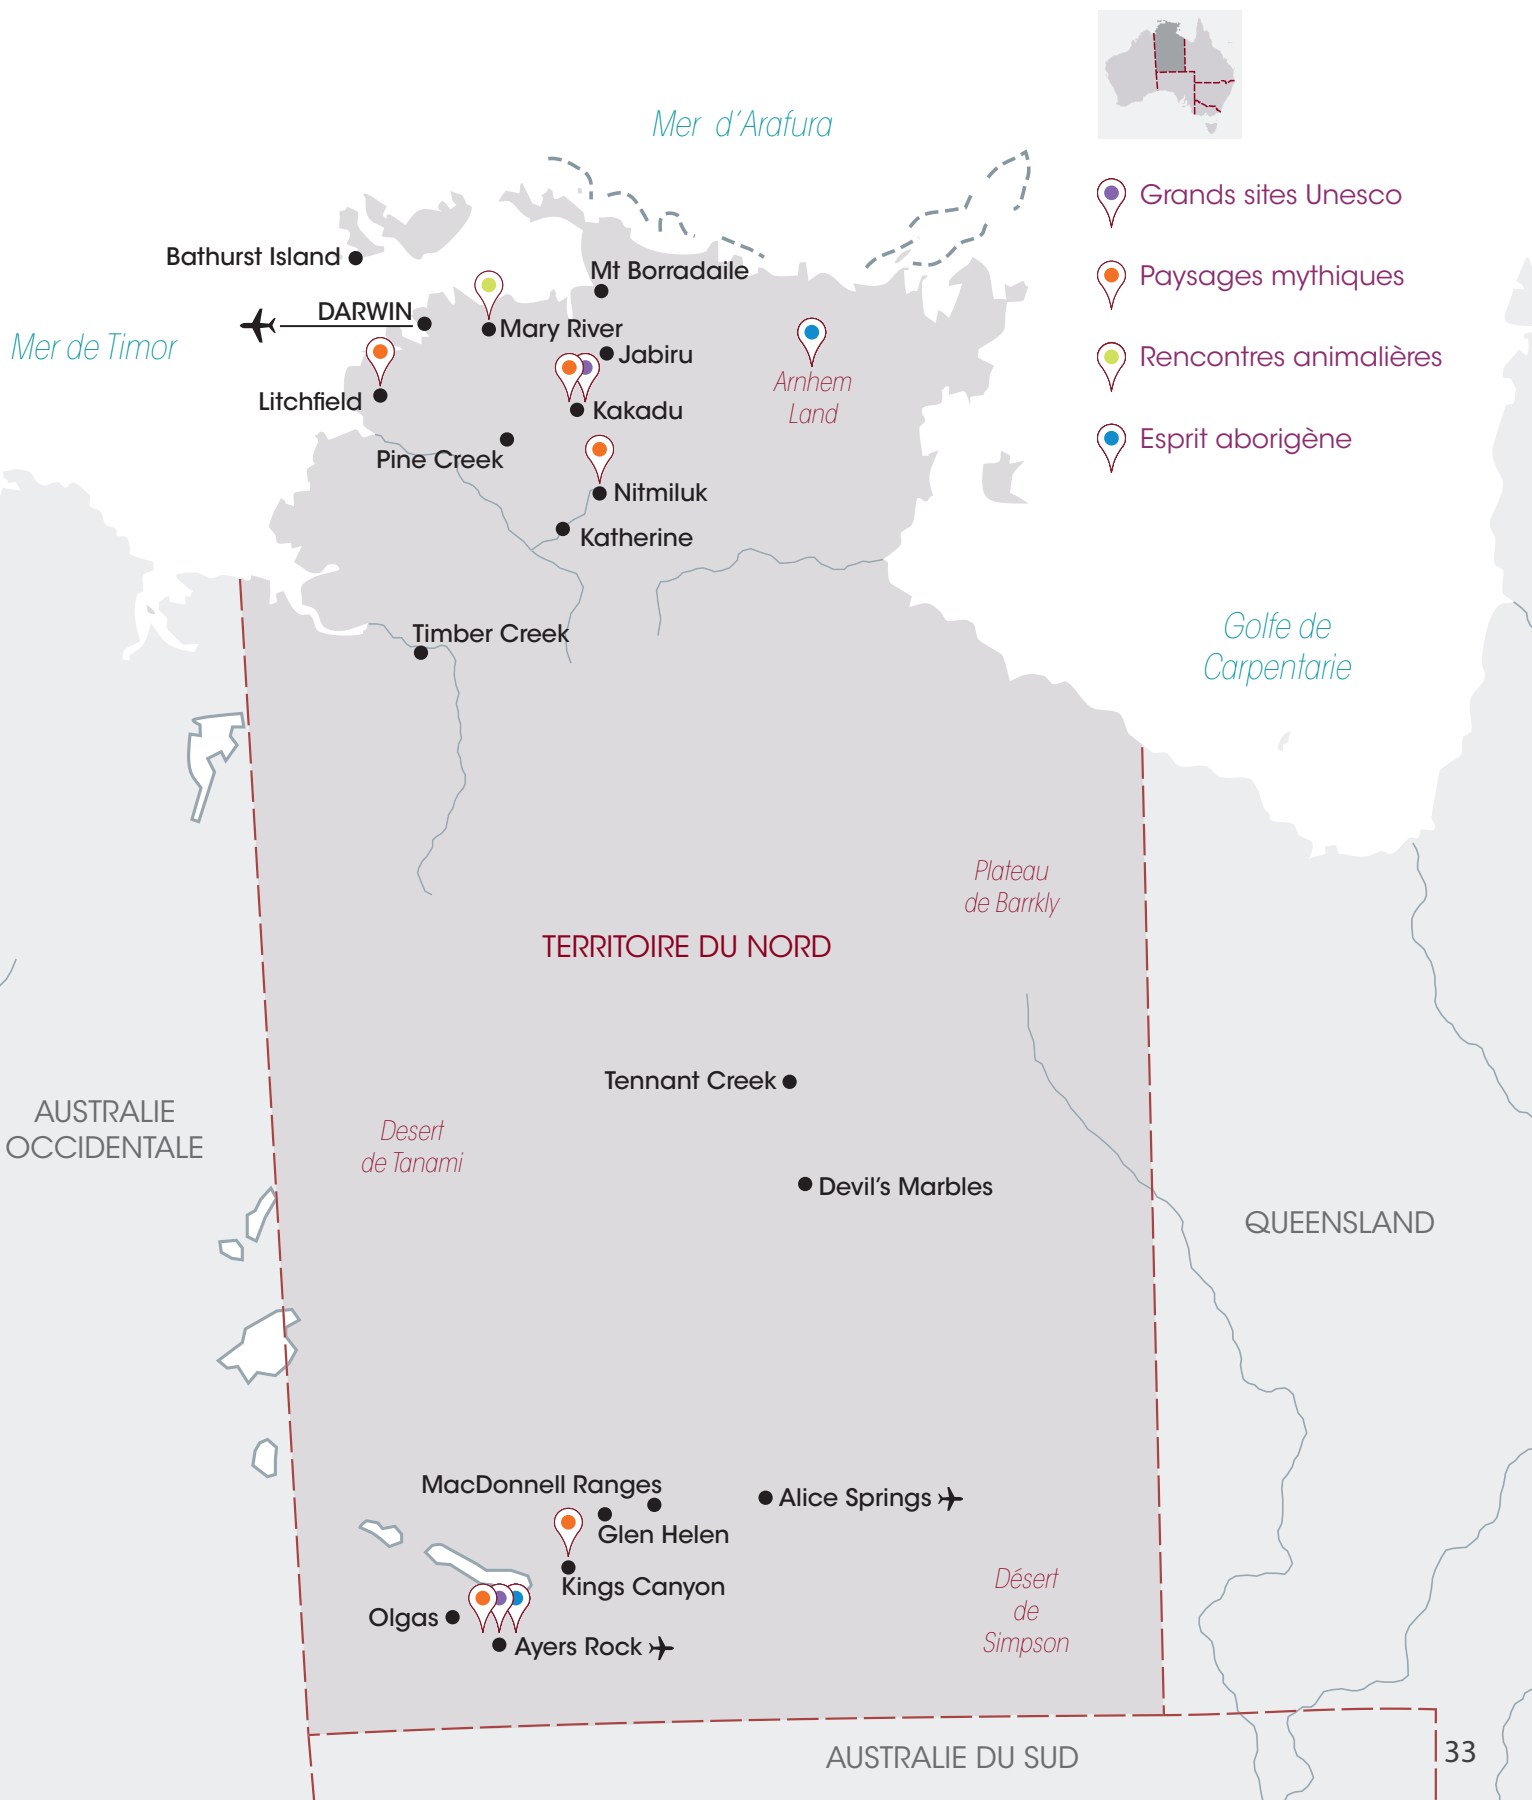 Mer d'Arafura
Grands sites Unesco
Paysages mythiques
Rencontres animalières
Esprit aborigène
Bathurst Island
Mt Borradaile
DARWIN
Mary River
Mer de Timor
Jabiru
Arnhem
Land
Litchfield
Kakadu
Pine Creek
Nitmiluk
Katherine
Timber Creek
Golfe de
Carpentarie
Plateau
de Barrkly
TERRITOIRE DU NORD
Tennant Creek
AUSTRALIE
OCCIDENTALE
Desert
de Tanami
Devil's Marbles
QUEENSLAND
MacDonnell Ranges
Alice Springs
Glen Helen
Kings Canyon
Désert
de
Simpson
Olgas
Ayers Rock
AUSTRALIE DU SUD
33